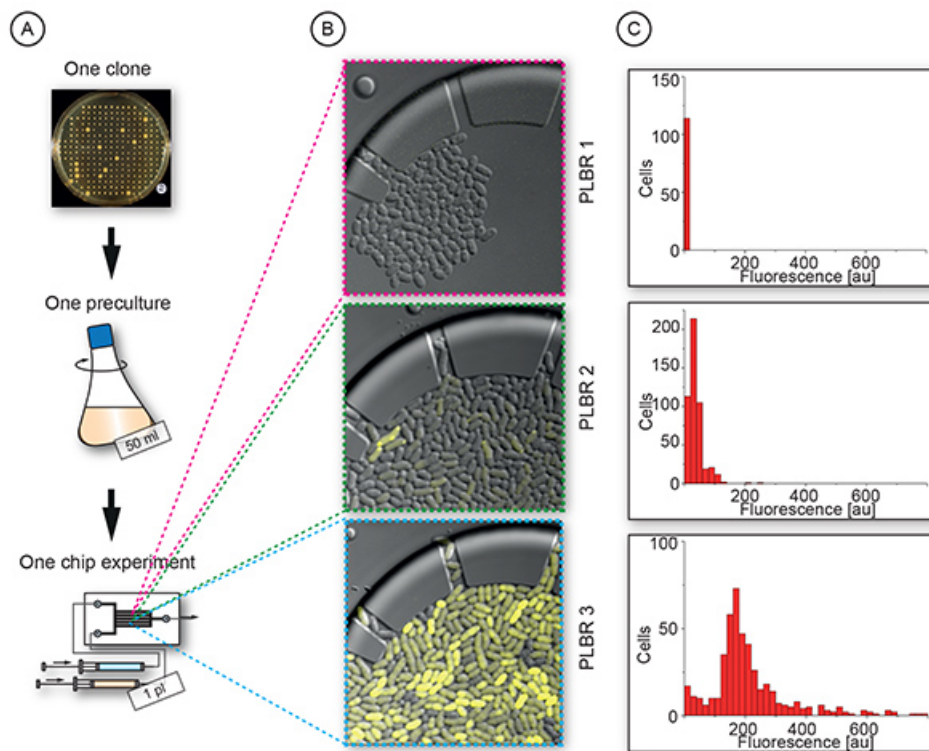 A
One clone
One preculture
50 ml
One chip experiment
1 pl
B
PLBR 1
PLBR 2
PLBR 3
C
150
100
50
0
Cells
200
400
600
Fluorescence [au]
200
150
100
50
0
Cells
200
400
600
Fluorescence [au]
100
50
0
Cells
200
400
600
Fluorescence [au]